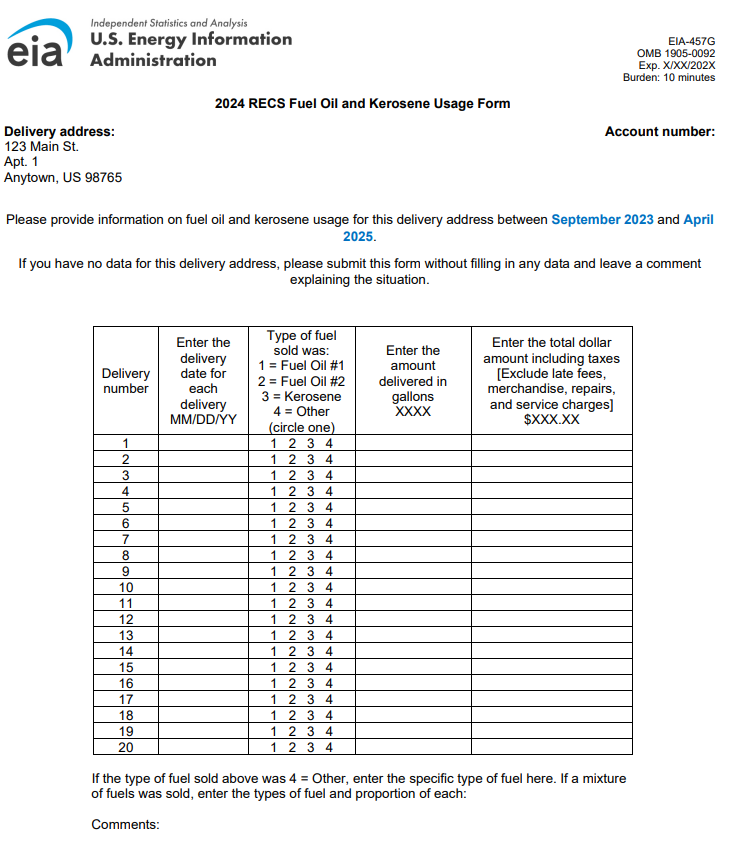 eia
Independent Statistics and Analysis
U.S. Energy Information
Administration
EIA-457G
OMB 1905-0092
Exp. X/XX/202X
Burden: 10 minutes
2024 RECS Fuel Oil and Kerosene Usage Form
Delivery address:
Account number:
123 Main St.
Apt. 1
Anytown, US 98765
Please provide information on fuel oil and kerosene usage for this delivery address between September 2023 and April
2025.
If you have no data for this delivery address, please submit this form without filling in any data and leave a comment
explaining the situation.
Delivery
number
Enter the
delivery
date for
each
delivery
MM/DD/YY
Type of fuel
sold was:
1 = Fuel Oil #1
2 = Fuel Oil #2
3 = Kerosene
4 = Other
(circle one)
Enter the
amount
delivered in
gallons
XXXX
Enter the total dollar
amount including taxes
[Exclude late fees,
merchandise, repairs,
and service charges]
$XXX.XX
1 1 2 3 4
2 1 2 3 4
3 1 2 3 4
4 1 2 3 4
5 1 2 3 4
6 1 2 3 4
7 1 2 3 4
8 1 2 3 4
9 1 2 3 4
10 1 2 3 4
11 1 2 3 4
12 1 2 3 4
13 1 2 3 4
14 1 2 3 4
15 1 2 3 4
16 1 2 3 4
17 1 2 3 4
18 1 2 3 4
19 1 2 3 4
20 1 2 3 4
If the type of fuel sold above was 4 = Other, enter the specific type of fuel here. If a mixture
of fuels was sold, enter the types of fuel and proportion of each:
Comments: